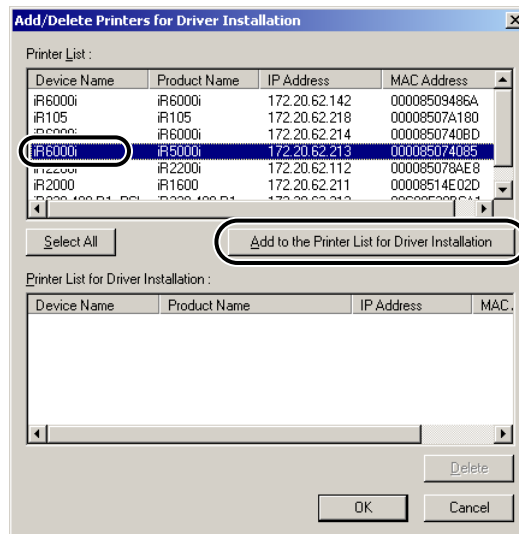 Add/Delete Printers for Driver Installation
Printer List :
Device Name Product Name IP Address MAC Address
iR6000i iR6000i 172.20.62.142 00008509486A
iR105 iR105 172.20.62.218 00008507A180
iR6000i 172.20.62.214 0000850740BD
iR6000i iR5000i 172.20.62.213 000085074085
iR2200i iR2200i 172.20.62.112 000085078AE8
iR2000 iR1600 172.20.62.211 00008514E02D
Select All Add to the Printer List for Driver Installation
Printer List for Driver Installation :
Device Name Product Name IP Address MAC
Delete
OK Cancel